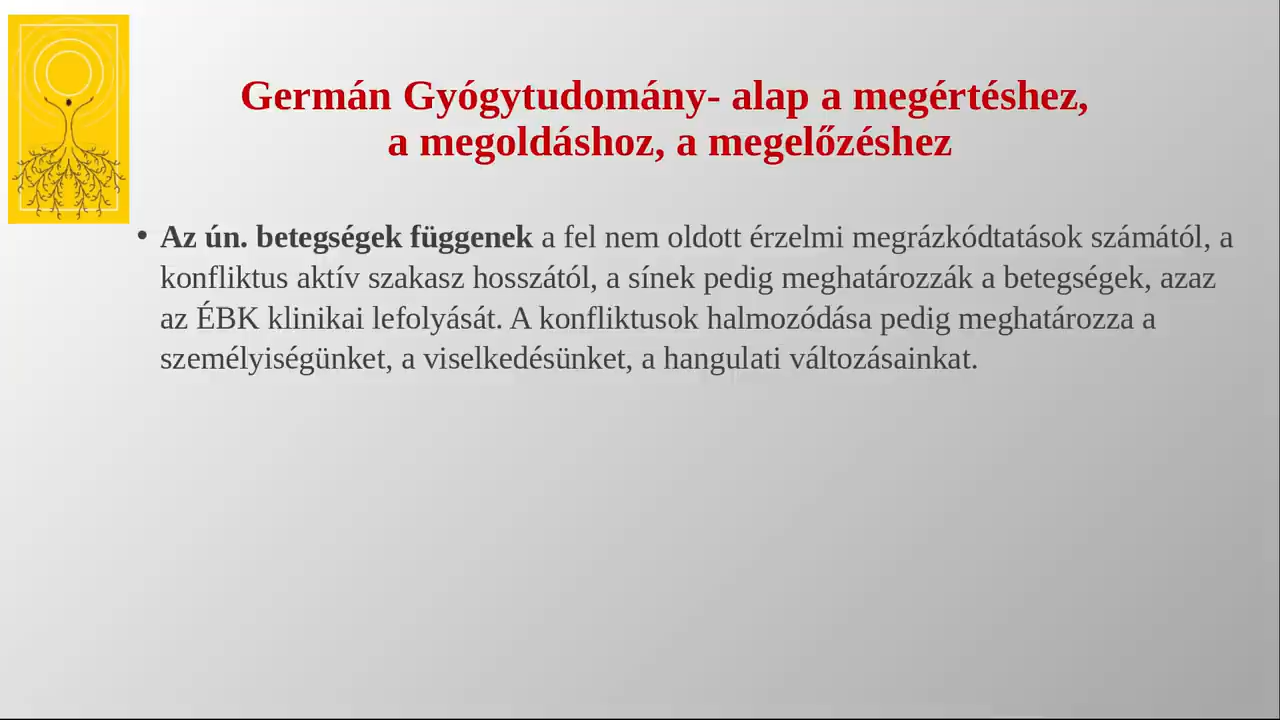 Germán Gyógytudomány- alap a megértéshez,
a megoldáshoz, a megelőzéshez
• Az ún. betegségek függenek a fel nem oldott érzelmi megrázkódtatások számától, a
konfliktus aktív szakasz hosszától, a sínek pedig meghatározzák a betegségek, azaz
az ÉBK klinikai lefolyását. A konfliktusok halmozódása pedig meghatározza a
személyiségünket, a viselkedésünket, a hangulati változásainkat.